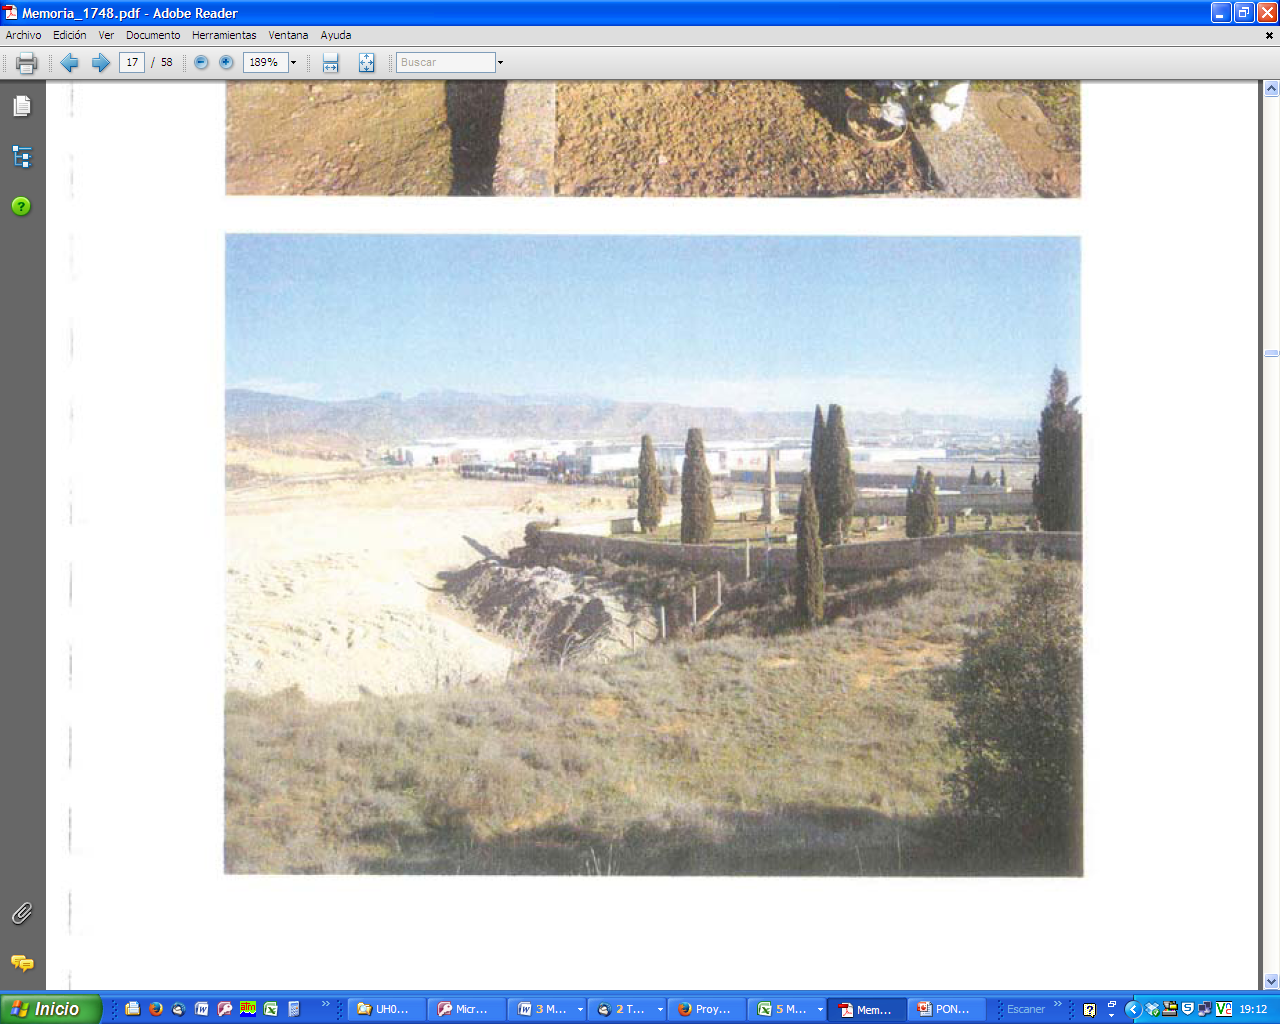 Memoria_1748.pdf - Adobe Reader
Archivo Edición Ver Documento Herramientas Ventana Ayuda
17 / 58 189% Buscar
Inicio UH0... Micr... 3 M... 2 T... Proy... 5 M... Mem... PON... Escaner 19:12